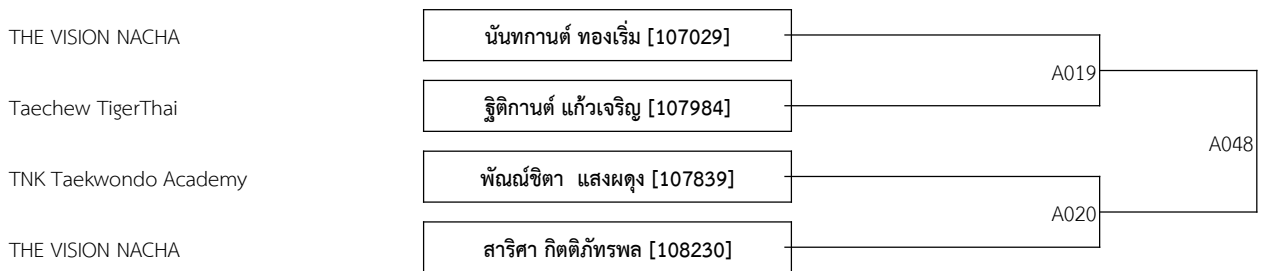 THE VISION NACHA นันทกานต์ ทองเริ่ม [107029]
A019
Taechew TigerThai ฐิติกานต์ แก้วเจริญ [107984]
A048
TNK Taekwondo Academy พัณณ์ชิตา แสงผดุง [107839]
A020
THE VISION NACHA สาริศา กิตติภัทรพล [108230]